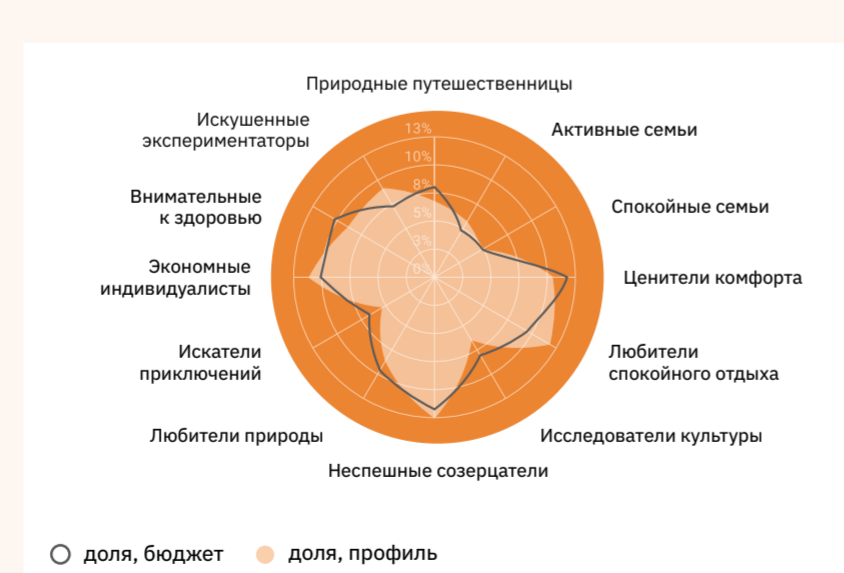 Природные путешественницы
Искушенные
экспериментаторы
Активные семьи
13%
10%
8%
5%
3%
0%
Внимательные
к здоровью
Спокойные семьи
Экономные
индивидуалисты
Ценители комфорта
Искатели
приключений
Любители
спокойного отдыха
Любители природы
Исследователи культуры
Неспешные созерцатели
доля, бюджет
доля, профиль